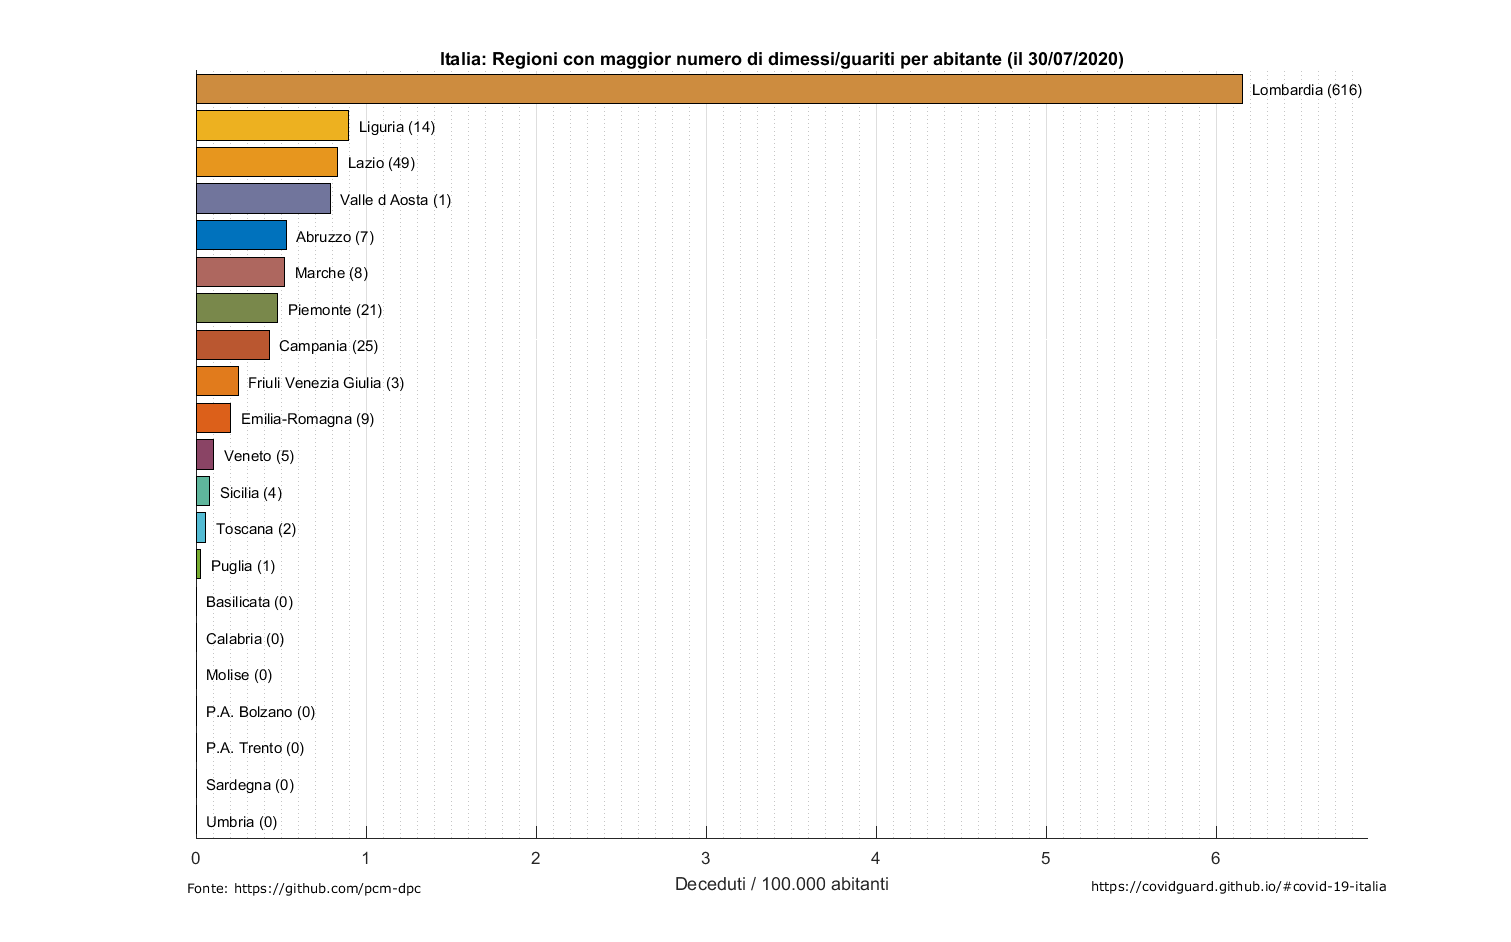 Italia: Regioni con maggior numero di dimessi/guariti per abitante (il 30/07/2020)
Lombardia (616)
Liguria (14)
Lazio (49)
Valle d Aosta (1)
Abruzzo (7)
Marche (8)
Piemonte (21)
Campania (25)
Friuli Venezia Giulia (3)
Emilia-Romagna (9)
Veneto (5)
Sicilia (4)
Toscana (2)
Puglia (1)
Basilicata (0)
Calabria (0)
Molise (0)
P.A. Bolzano (0)
P.A. Trento (0)
Sardegna (0)
Umbria (0)
0 1 2 3 4 5 6
Deceduti / 100.000 abitanti
Fonte: https://github.com/pcm-dpc
https://covidguard.github.io/#covid-19-italia